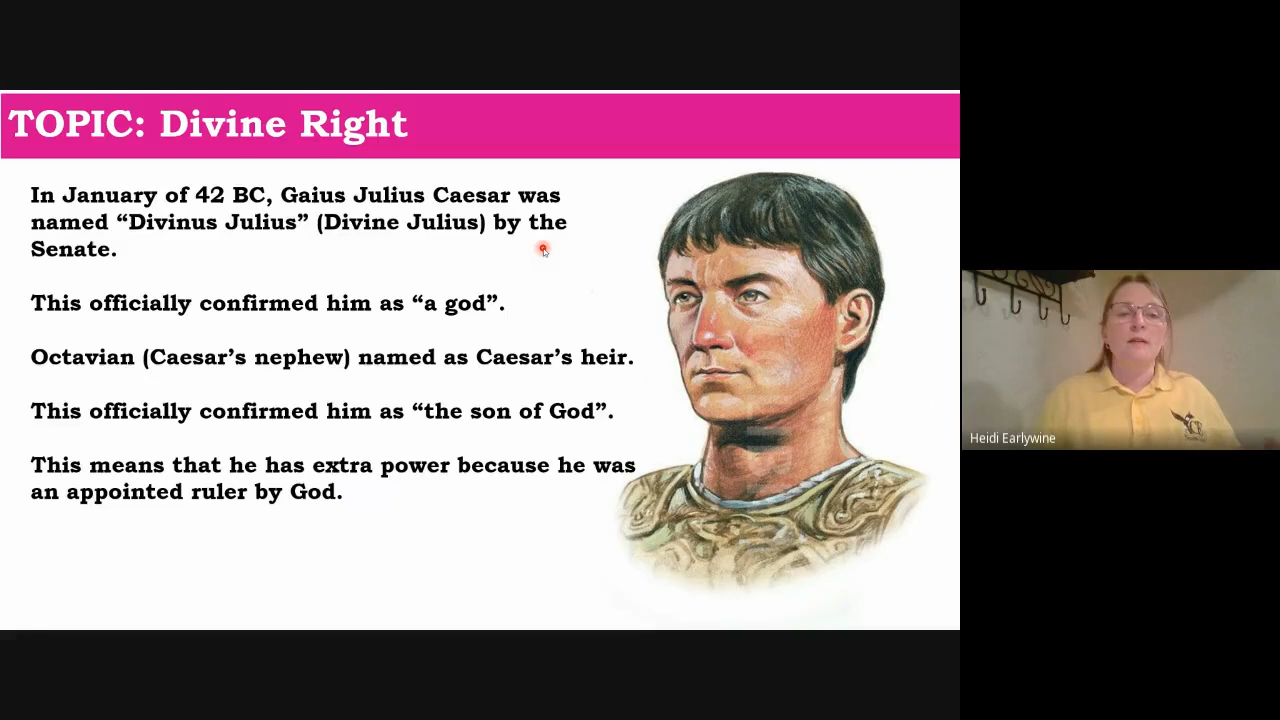 TOPIC: Divine Right
In January of 42 BC, Gaius Julius Caesar was
named “Divinus Julius” (Divine Julius) by the
Senate.
This officially confirmed him as “a god”.
Octavian (Caesar’s nephew) named as Caesar’s heir.
This officially confirmed him as “the son of God”.
This means that he has extra power because he was
an appointed ruler by God.
Heidi Earlywine